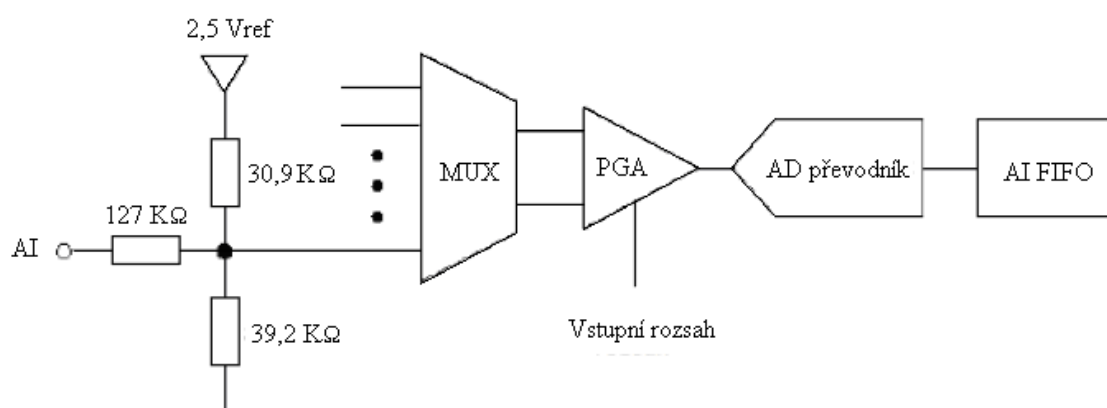 2,5 Vref
30,9 KΩ
127 KΩ
AI
39,2 KΩ
MUX
PGA
AD převodník
AI FIFO
Vstupní rozsah